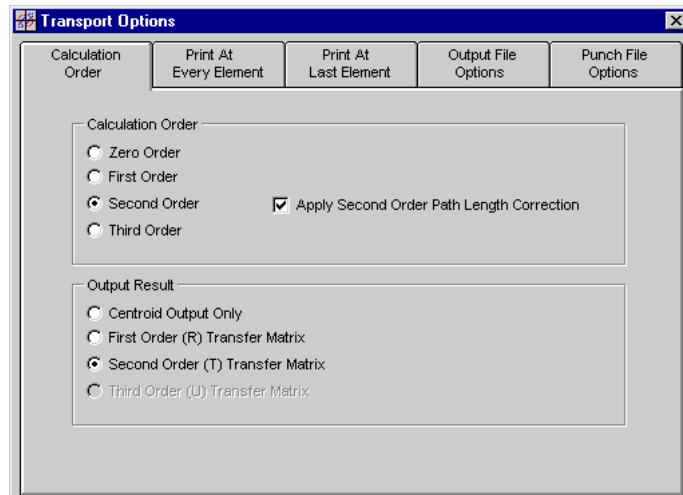 Transport Options
Calculation
Order
Print At
Every Element
Print At
Last Element
Output File
Options
Punch File
Options
Calculation Order
Zero Order
First Order
Second Order
Apply Second Order Path Length Correction
Third Order
Output Result
Centroid Output Only
First Order (R) Transfer Matrix
Second Order (T) Transfer Matrix
Third Order (U) Transfer Matrix